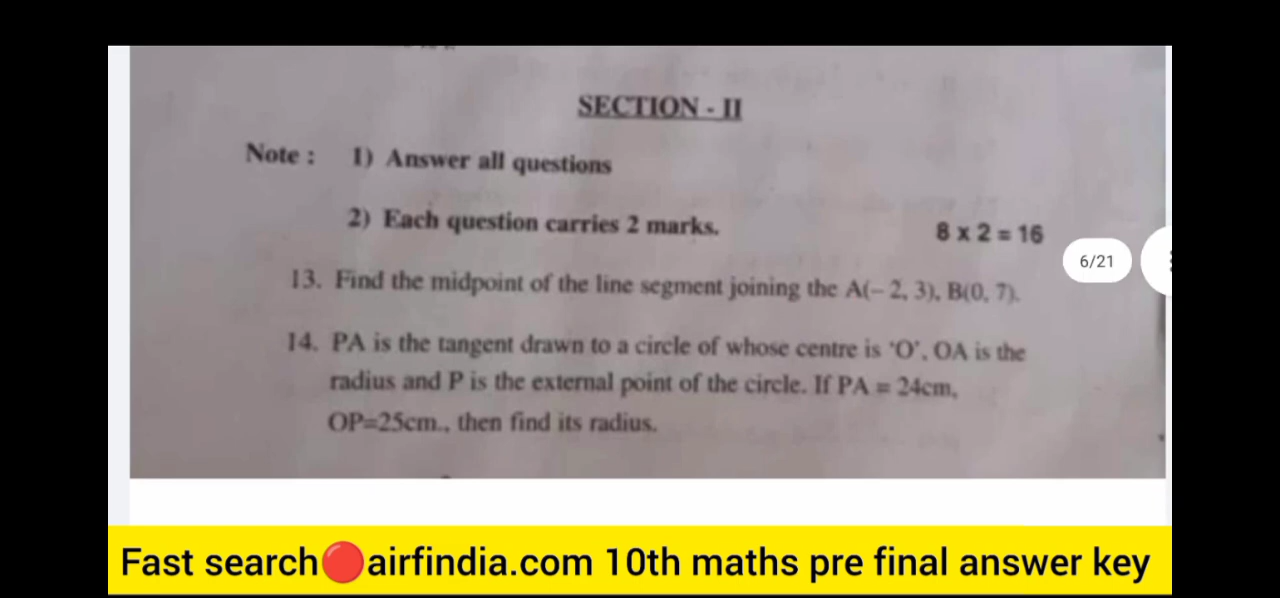 SECTION - II
Note : 1) Answer all questions
2) Each question carries 2 marks.
8 x 2 = 16
6/21
13. Find the midpoint of the line segment joining the A(– 2, 3), B(0, 7).
14. PA is the tangent drawn to a circle of whose centre is 'O', OA is the
radius and P is the external point of the circle. If PA = 24cm,
OP=25cm., then find its radius.
Fast search🔴airfindia.com 10th maths pre final answer key